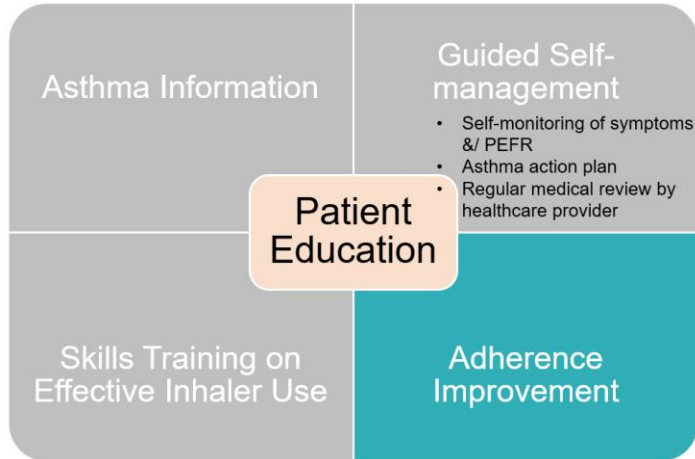 Asthma Information
Guided Self-
management
• Self-monitoring of symptoms
&/ PEFR
• Asthma action plan
• Regular medical review by
healthcare provider
Patient
Education
Skills Training on
Effective Inhaler Use
Adherence
Improvement